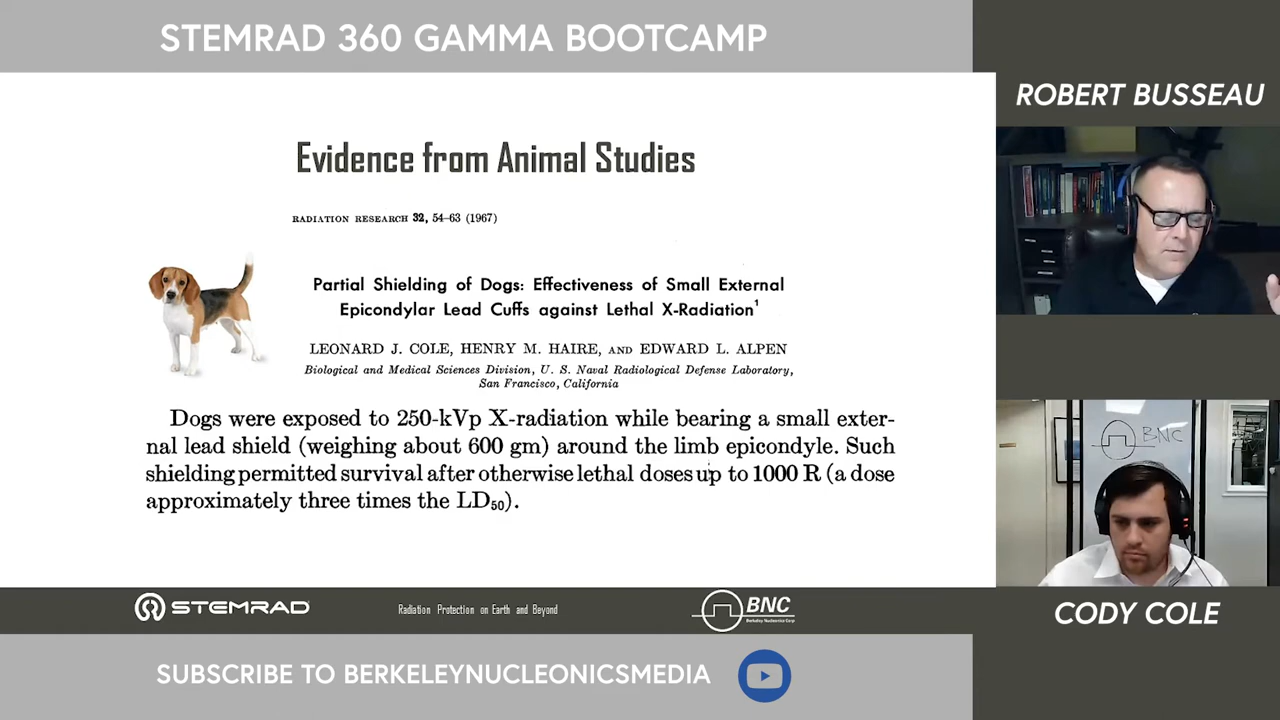 STEMRAD 360 GAMMA BOOTCAMP
ROBERT BUSSEAU
Evidence from Animal Studies
RADIATION RESEARCH 32, 54–63 (1967)
Partial Shielding of Dogs: Effectiveness of Small External
Epicondylar Lead Cuffs against Lethal X-Radiation¹
LEONARD J. COLE, HENRY M. HAIRE, AND EDWARD L. ALPEN
Biological and Medical Sciences Division, U. S. Naval Radiological Defense Laboratory,
San Francisco, California
Dogs were exposed to 250-kVp X-radiation while bearing a small exter-
nal lead shield (weighing about 600 gm) around the limb epicondyle. Such
shielding permitted survival after otherwise lethal doses up to 1000 R (a dose
approximately three times the LD₅₀).
BNC
STEMRAD
Radiation Protection on Earth and Beyond
BNC
Berkeley Nucleonics Corp
CODY COLE
SUBSCRIBE TO BERKELEYNUCLEONICSMEDIA